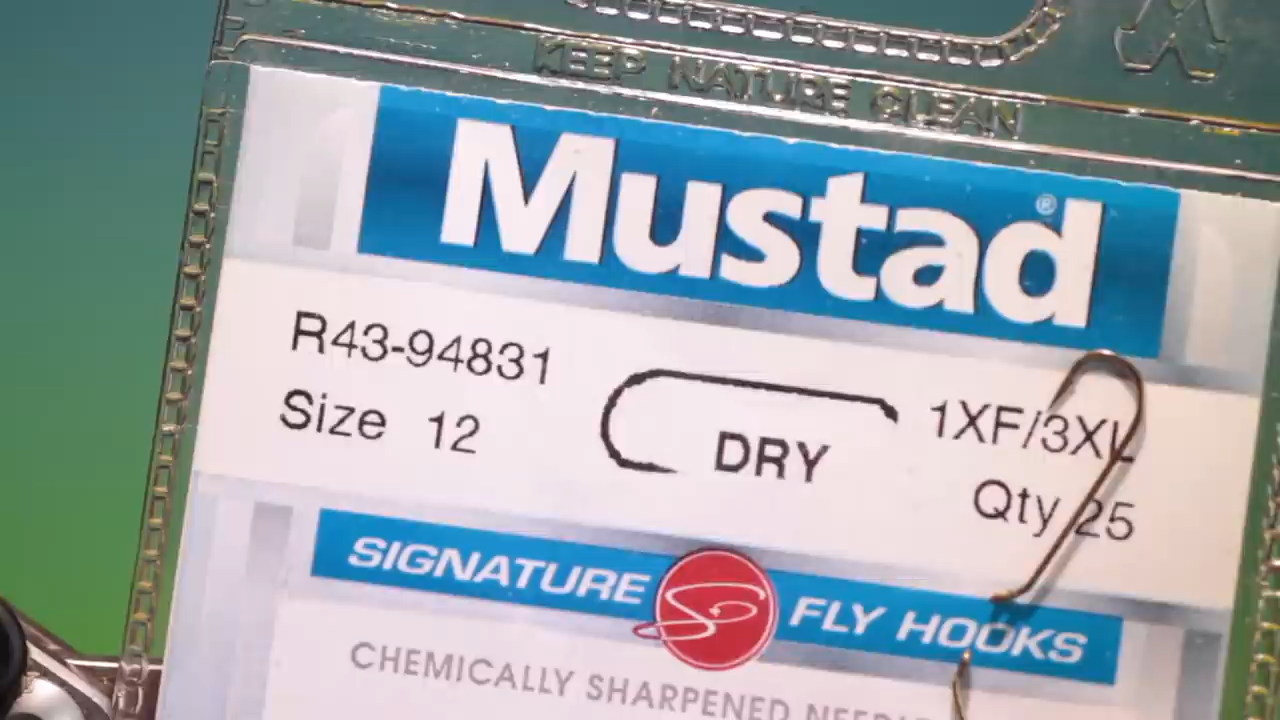 KEEP NATURE CLEAN
Mustad®
R43-94831
Size 12
DRY
1XF/3XL
Qty 25
SIGNATURE FLY HOOKS
CHEMICALLY SHARPENED